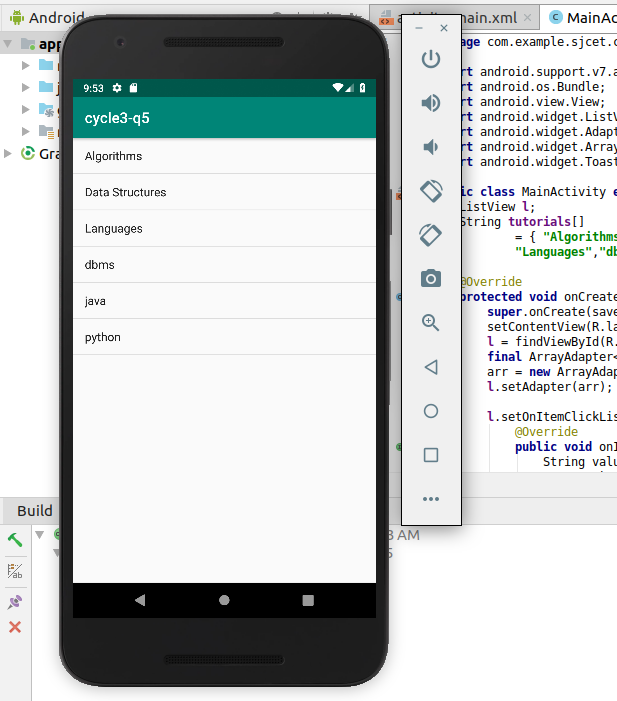 Android
main.xml
MainA
app
age com.example.sjcet.c
rt android.support.v7.a
rt android.os.Bundle;
rt android.view.View;
rt android.widget.ListV
rt android.widget.Adapt
rt android.widget.Array
rt android.widget.Toast
Gra
ic class MainActivity e
ListView l;
String tutorials[]
= { "Algorithms
"Languages","db
@Override
protected void onCreate
super.onCreate(save
setContentView(R.la
l = findViewById(R.
final ArrayAdapter<
arr = new ArrayAdap
l.setAdapter(arr);
l.setOnItemClickLis
@Override
public void onI
String valu
9:53
cycle3-q5
Algorithms
Data Structures
Languages
dbms
java
python
Build
3 AM